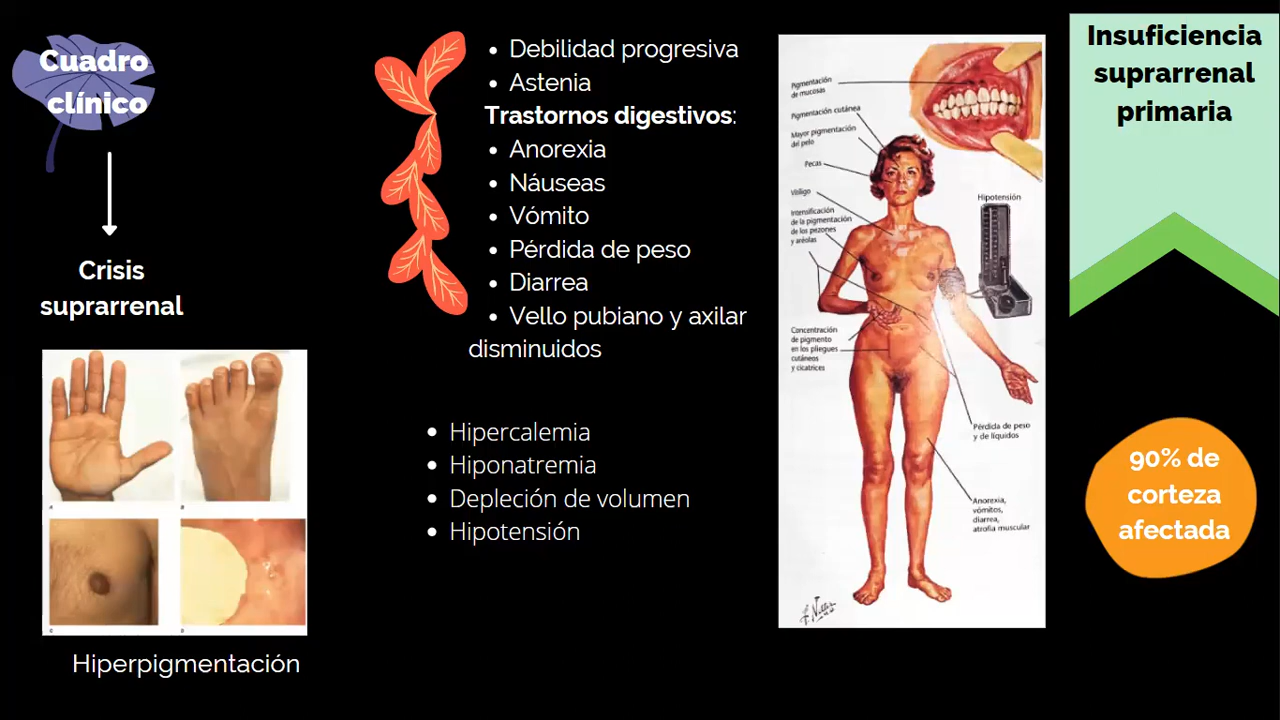 Cuadro
clínico
Crisis
suprarrenal
Hiperpigmentación
• Debilidad progresiva
• Astenia
Trastornos digestivos:
• Anorexia
• Náuseas
• Vómito
• Pérdida de peso
• Diarrea
• Vello pubiano y axilar
disminuidos
• Hipercalemia
• Hiponatremia
• Depleción de volumen
• Hipotensión
Pigmentación
de mucosas
Pigmentación cutánea
Mayor pigmentación
del pelo
Pecas
Vitíligo
Intensificación
de la pigmentación
de los pezones
y aréolas
Concentración
de pigmento
en los pliegues
cutáneos
y cicatrices
Hipotensión
Pérdida de peso
y de líquidos
Anorexia,
vómitos,
diarrea,
atrofia muscular
Insuficiencia
suprarrenal
primaria
90% de
corteza
afectada